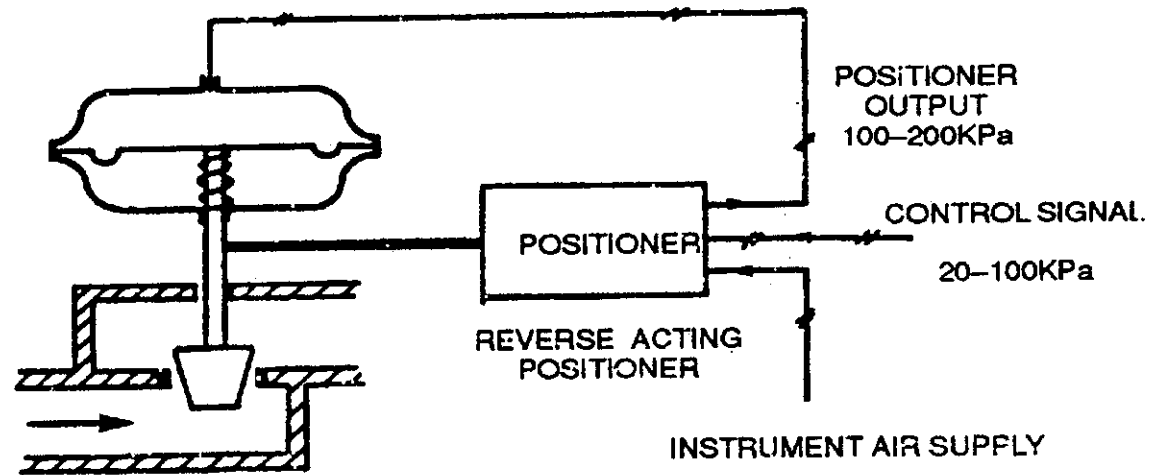 POSITIONER
OUTPUT
100–200KPa
POSITIONER
CONTROL SIGNAL.
20–100KPa
REVERSE ACTING
POSITIONER
INSTRUMENT AIR SUPPLY